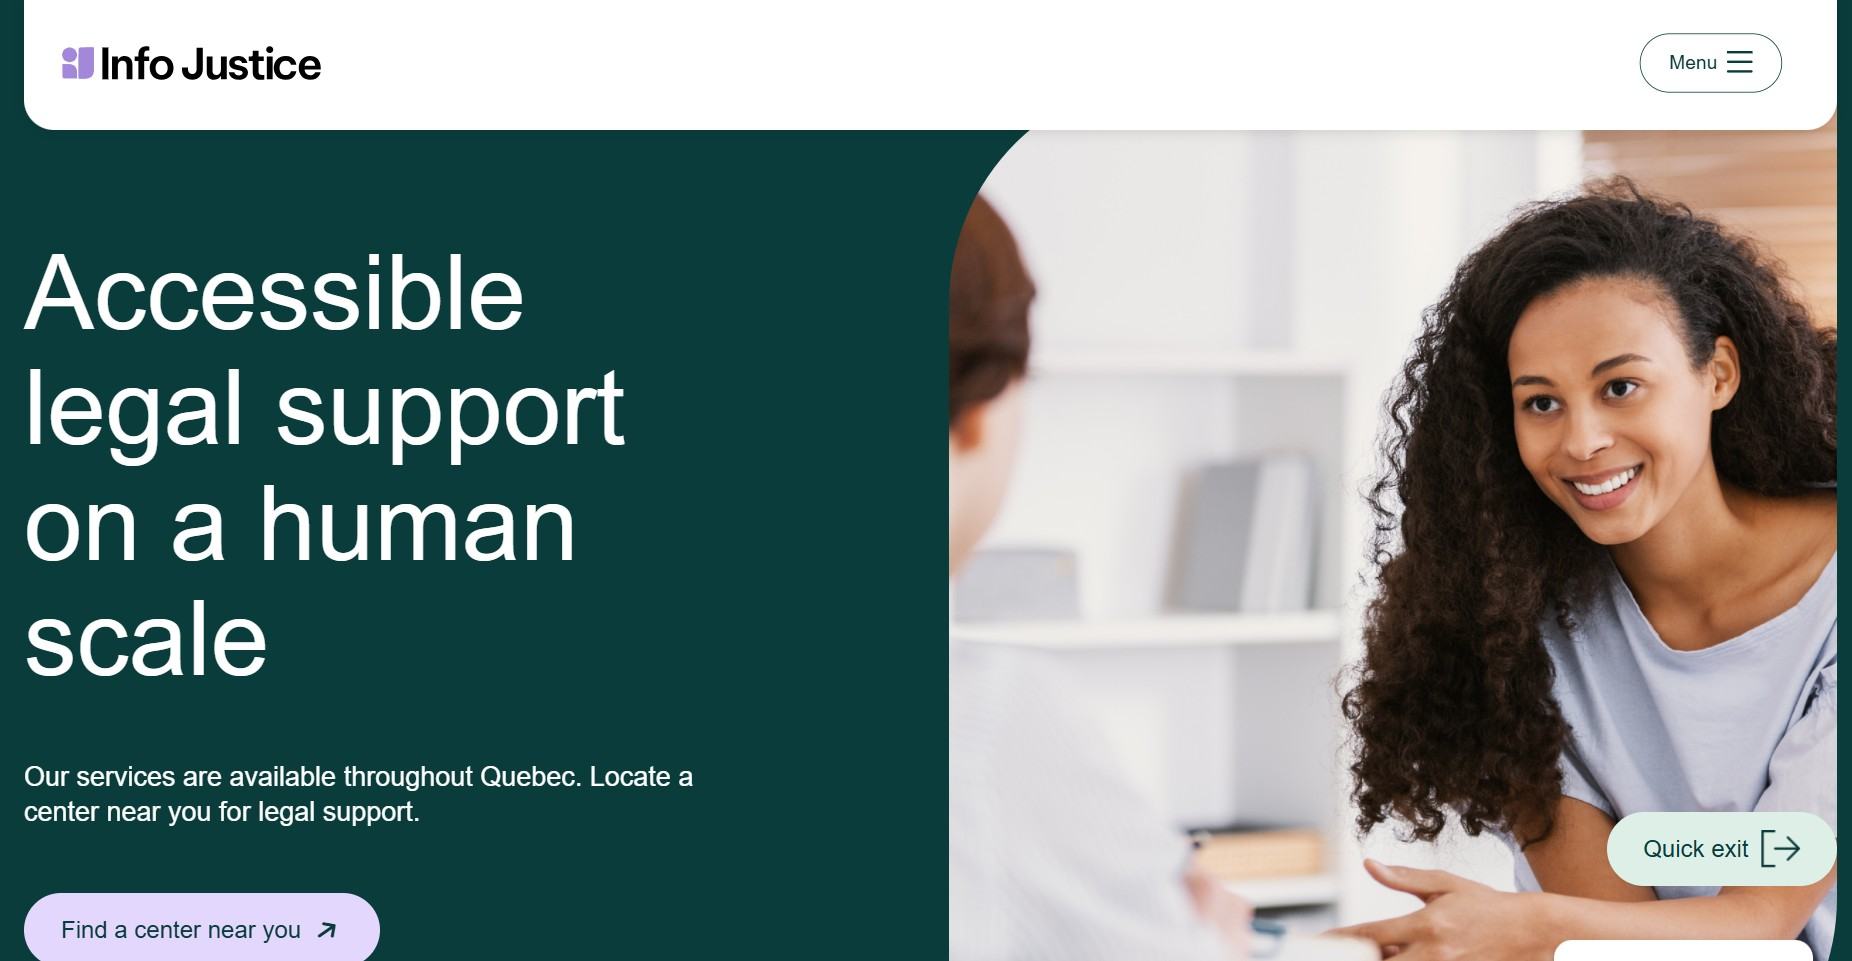 Info Justice
Menu
Accessible
legal support
on a human
scale
Our services are available throughout Quebec. Locate a
center near you for legal support.
Quick exit
Find a center near you